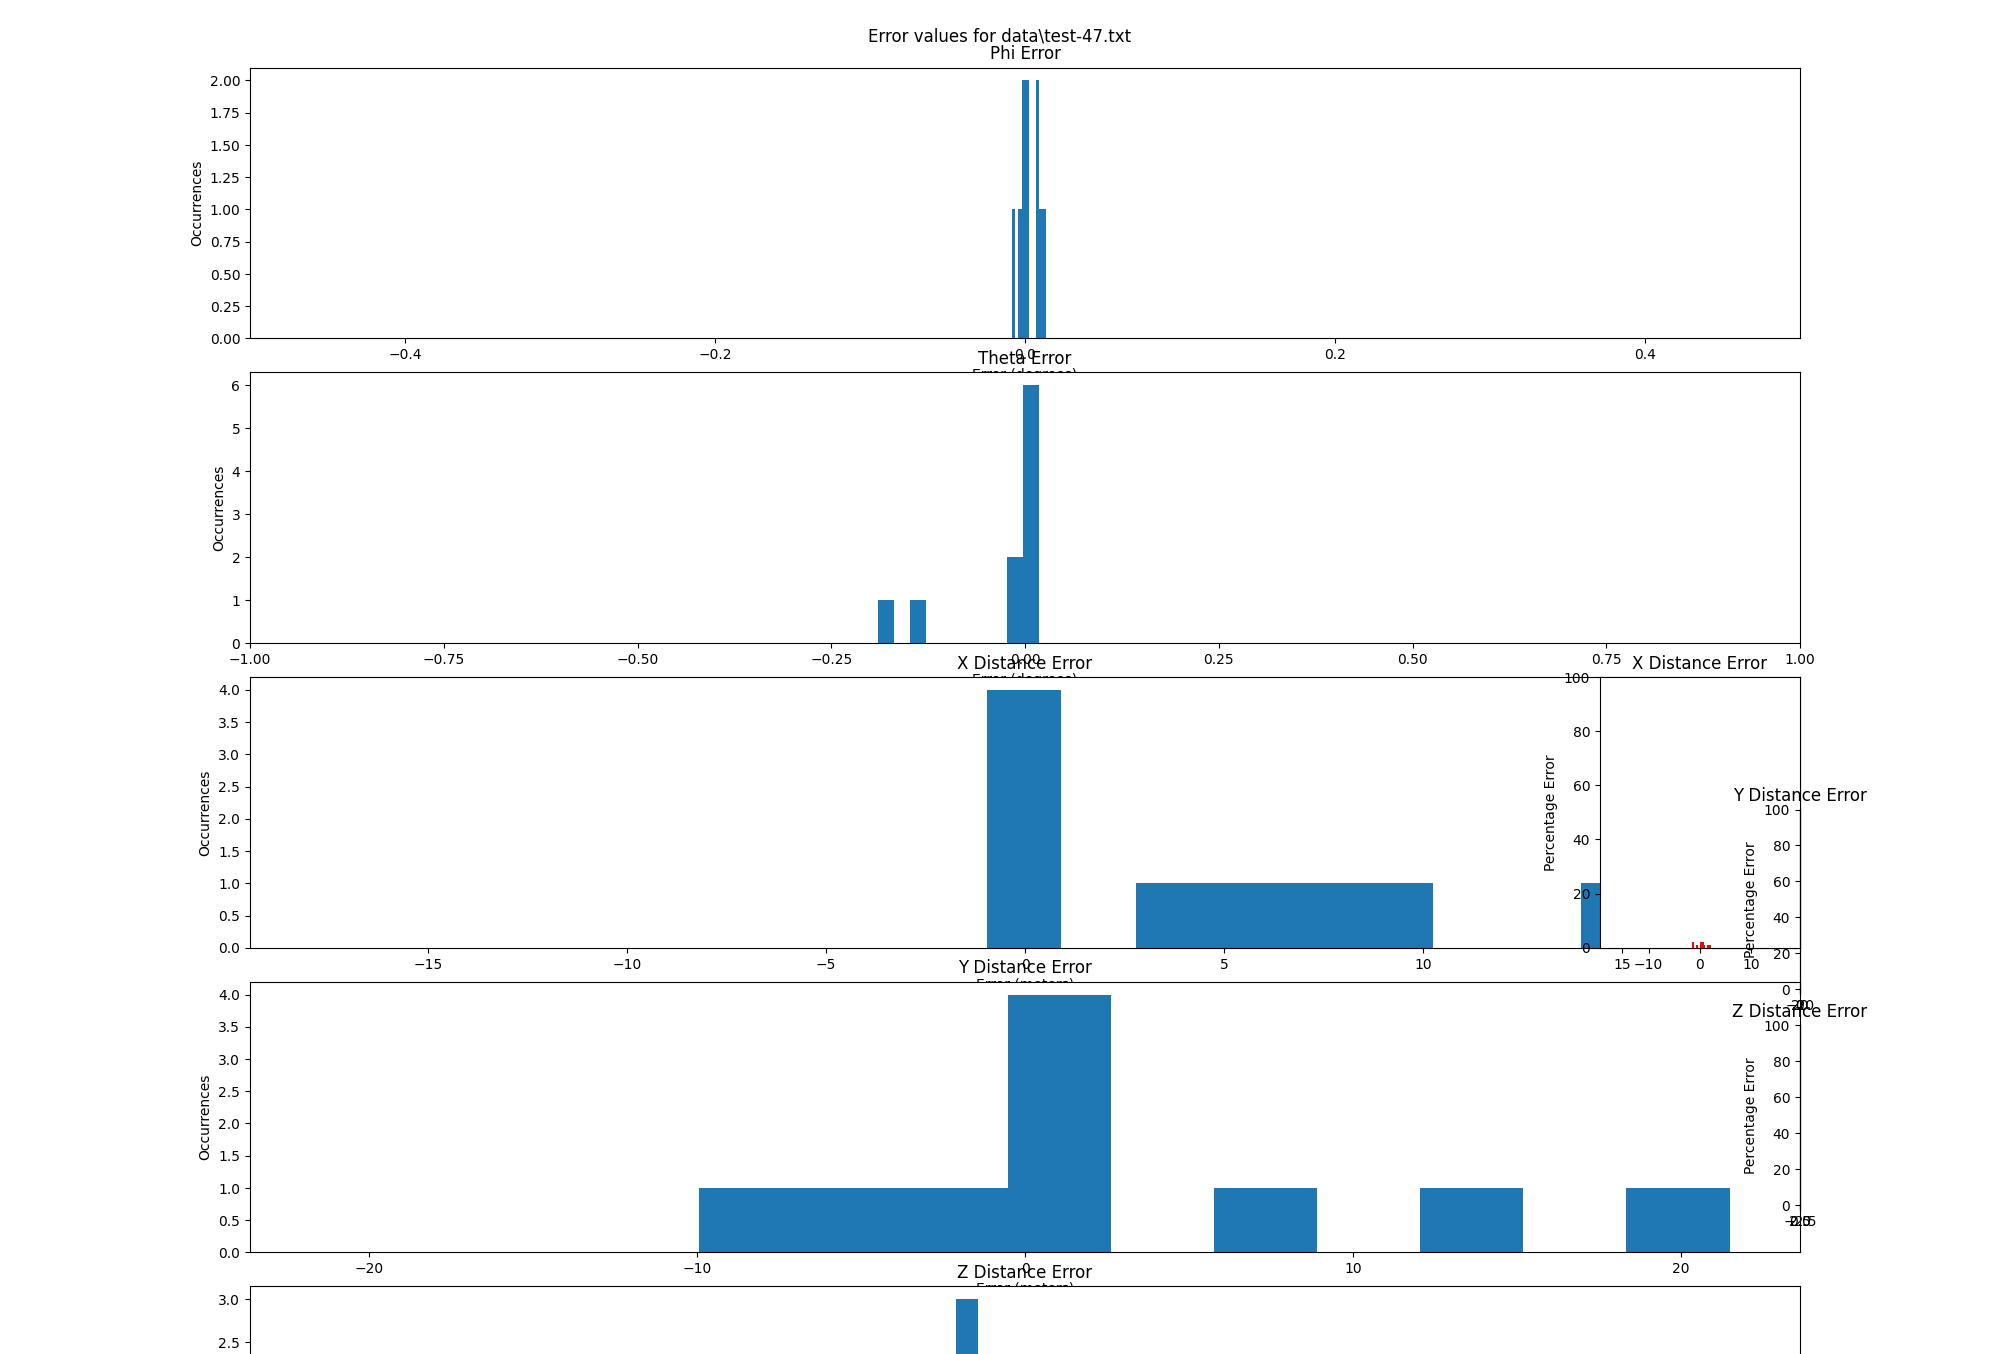 Error values for data\test-47.txt
Phi Error
Occurrences
2.00
1.75
1.50
1.25
1.00
0.75
0.50
0.25
0.00
−0.4 −0.2 0.0 0.2 0.4
Theta Error
Error (degrees)
Occurrences
6
5
4
3
2
1
0
−1.00 −0.75 −0.50 −0.25 0.00 0.25 0.50 0.75 1.00
X Distance Error
Error (degrees)
Occurrences
4.0
3.5
3.0
2.5
2.0
1.5
1.0
0.5
0.0
−15 −10 −5 0 5 10 15
X Distance Error
Percentage Error
100
80
60
40
20
0
−10 0 10
Y Distance Error
Percentage Error
100
80
60
40
20
0
Y Distance Error
Error (meters)
Occurrences
4.0
3.5
3.0
2.5
2.0
1.5
1.0
0.5
0.0
−20 −10 0 10 20
Z Distance Error
Percentage Error
100
80
60
40
20
0
Z Distance Error
Error (meters)
3.0
2.5